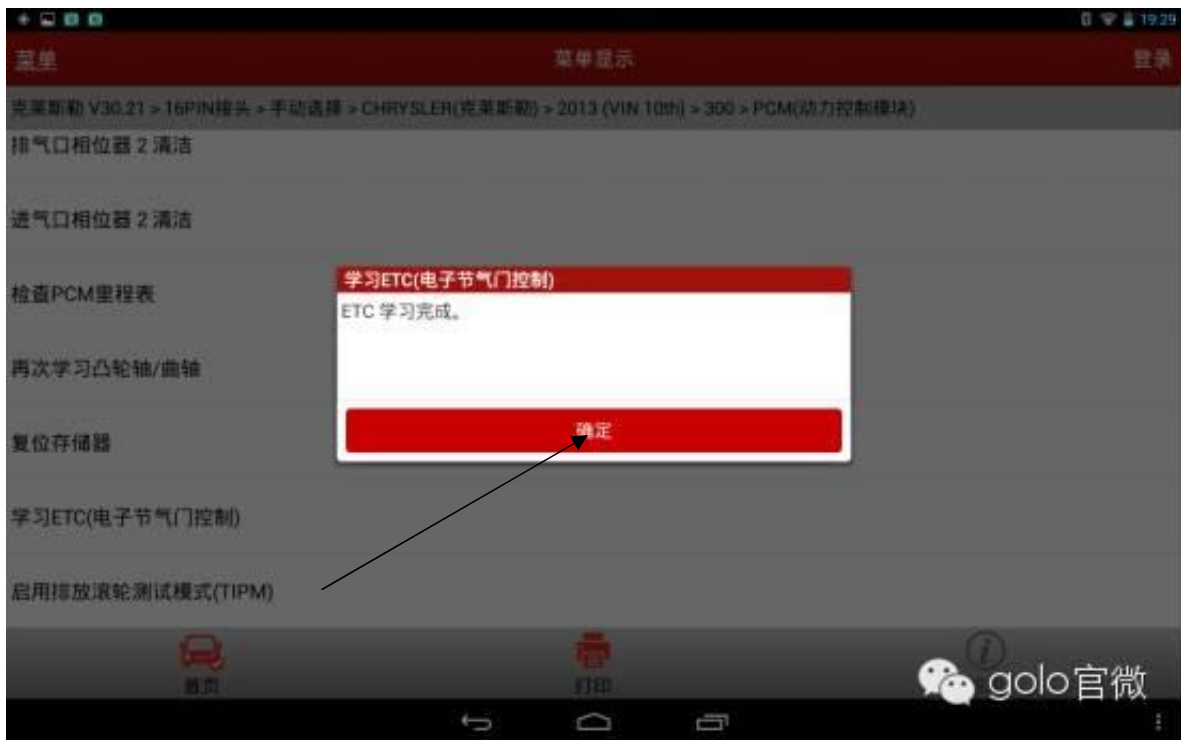 19:29
菜单
菜单显示
登录
克莱斯勒 V30.21 > 16PIN接头 > 手动选择 > CHRYSLER(克莱斯勒) > 2013 (VIN 10th) > 300 > PCM(动力控制模块)
排气口相位器 2 清洁
进气口相位器 2 清洁
检查PCM里程表
再次学习凸轮轴/曲轴
复位存储器
学习ETC(电子节气门控制)
启用排放滚轮测试模式(TIPM)
学习ETC(电子节气门控制)
ETC 学习完成。
确定
首页
打印
golo官微